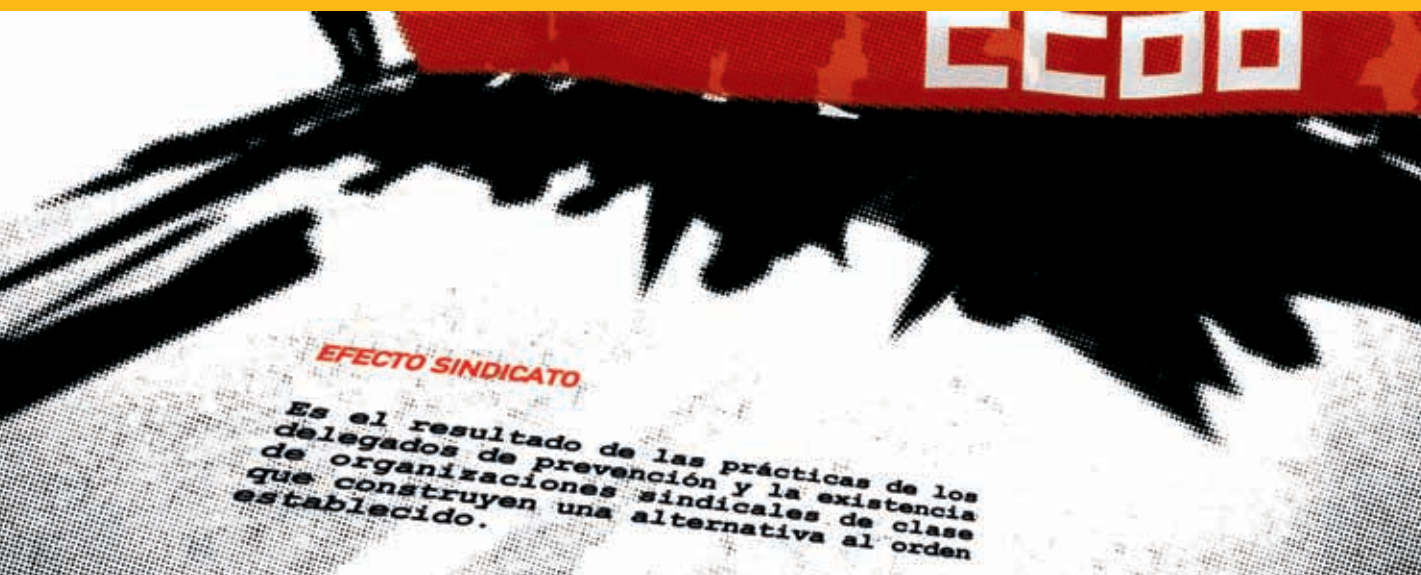 CCOO
EFECTO SINDICATO
Es el resultado de las prácticas de los
delegados de prevención y la existencia
de organizaciones sindicales de clase
que construyen una alternativa al orden
establecido.